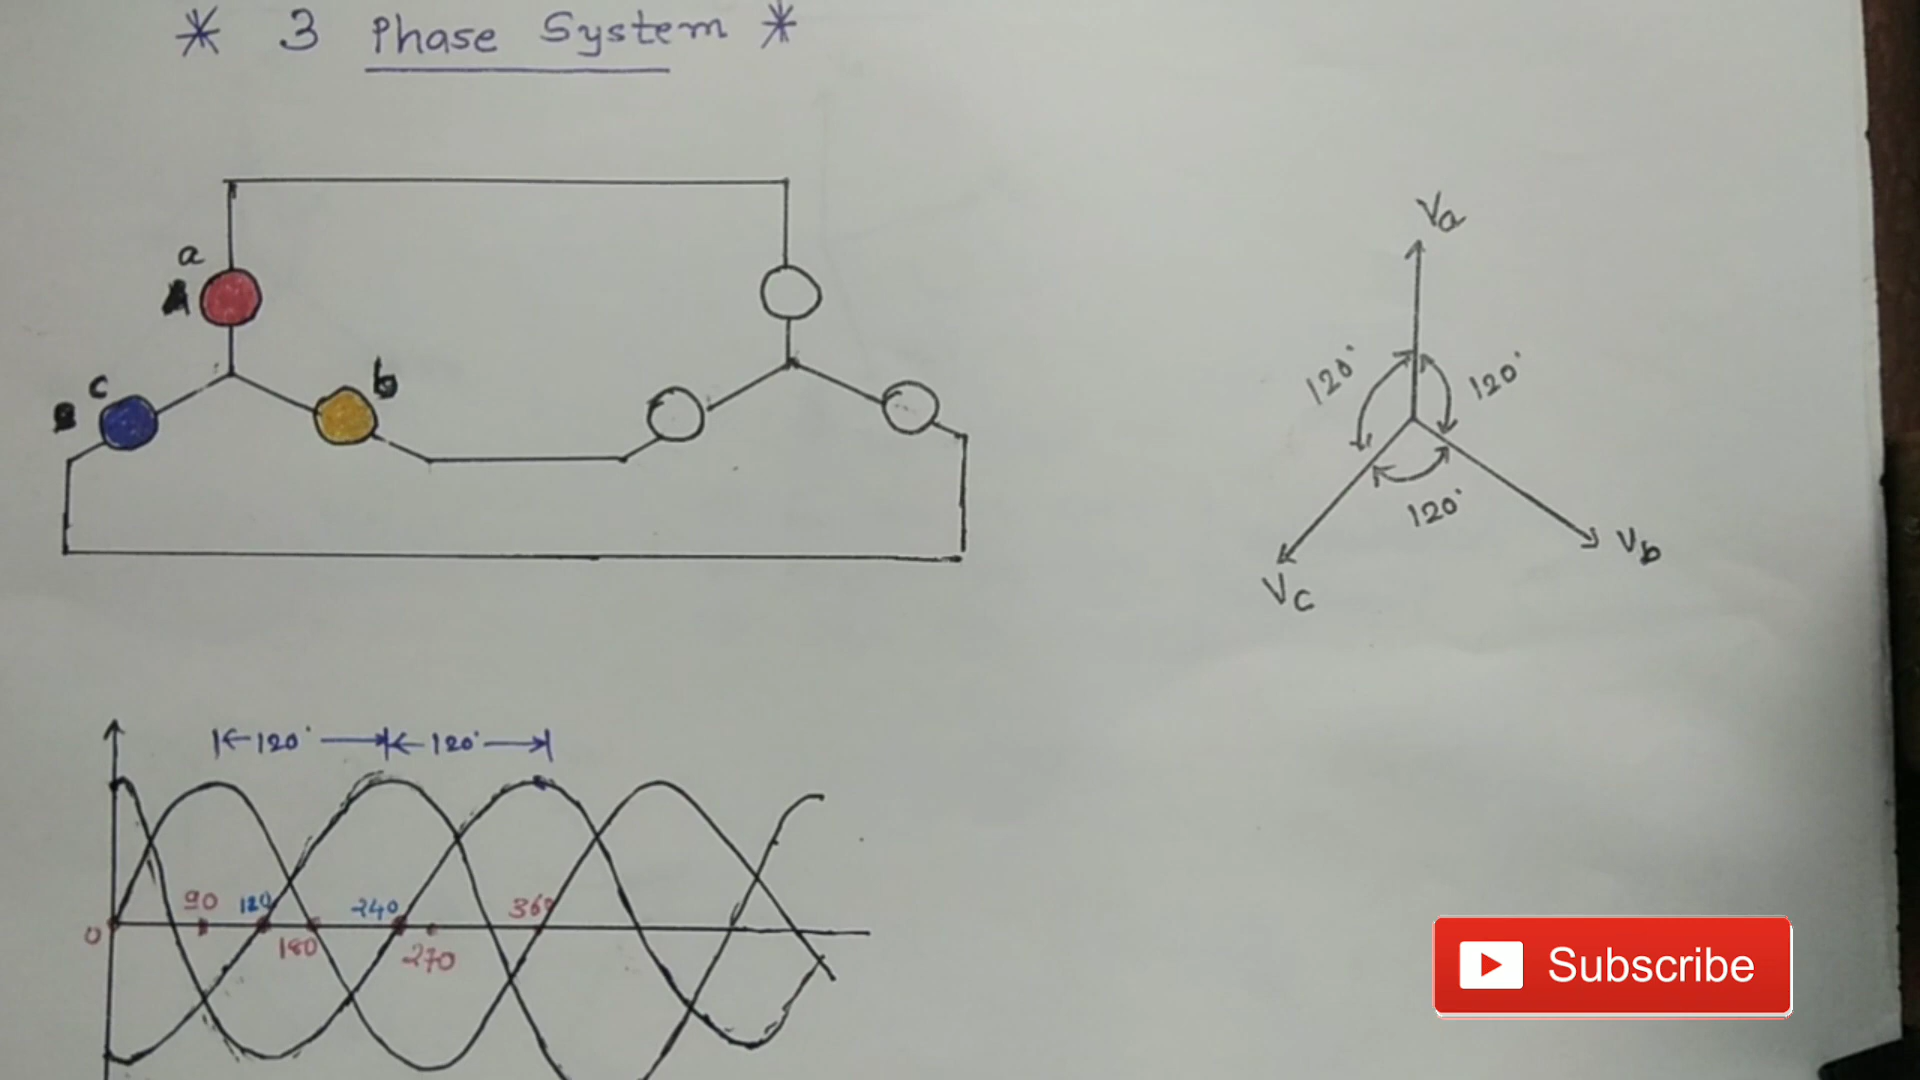 * 3 Phase System *
a
A
c
b
Va
120°
120°
120°
Vb
Vc
120°
120°
90
120
240
360
0
180
270
Subscribe